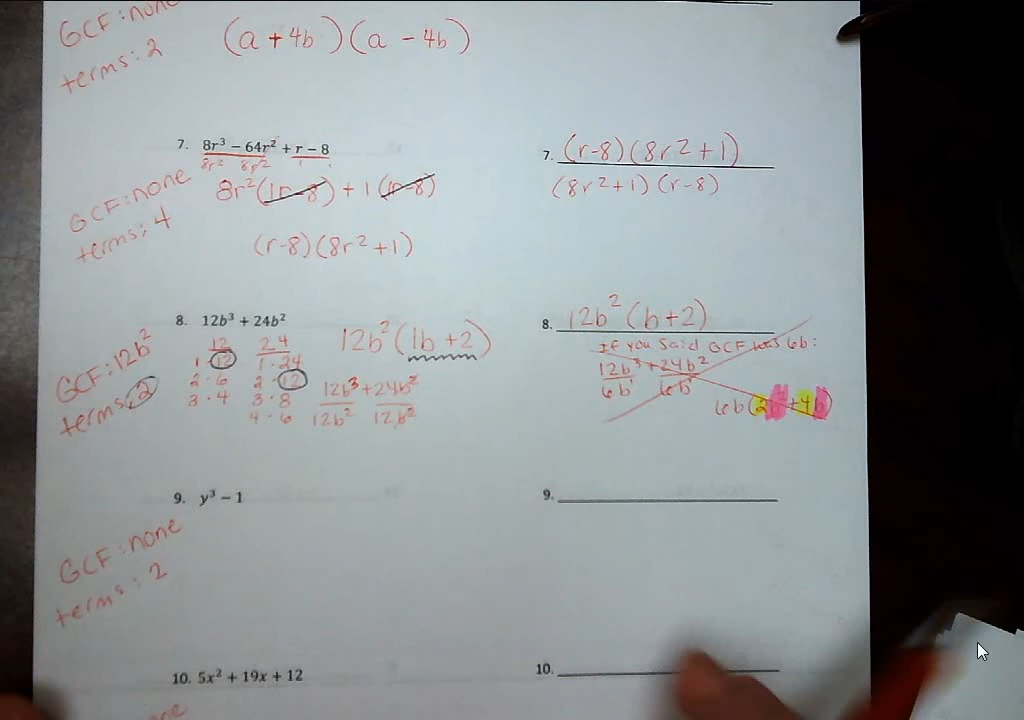 GCF: none
terms: 2
(a + 4b)(a - 4b)
7. 8r³ − 64r² + r − 8
8r² 8r² 1
8r²(1r-8) + 1(1r-8)
(r-8)(8r²+1)
GCF: none
terms: 4
7. (r-8)(8r²+1)
(8r²+1)(r-8)
8. 12b³ + 24b²
GCF: 12b²
terms: 2
12 24
1 · 12 1 · 24
2 · 6 2 · 12
3 · 4 3 · 8
4 · 6
12b²(1b+2)
12b³+24b²
12b² 12b²
8. 12b²(b+2)
If you said GCF was 6b:
12b³+24b²
6b 6b
6b(2b²+4b)
9. y³ − 1
GCF: none
terms: 2
9.
10. 5x² + 19x + 12
10.